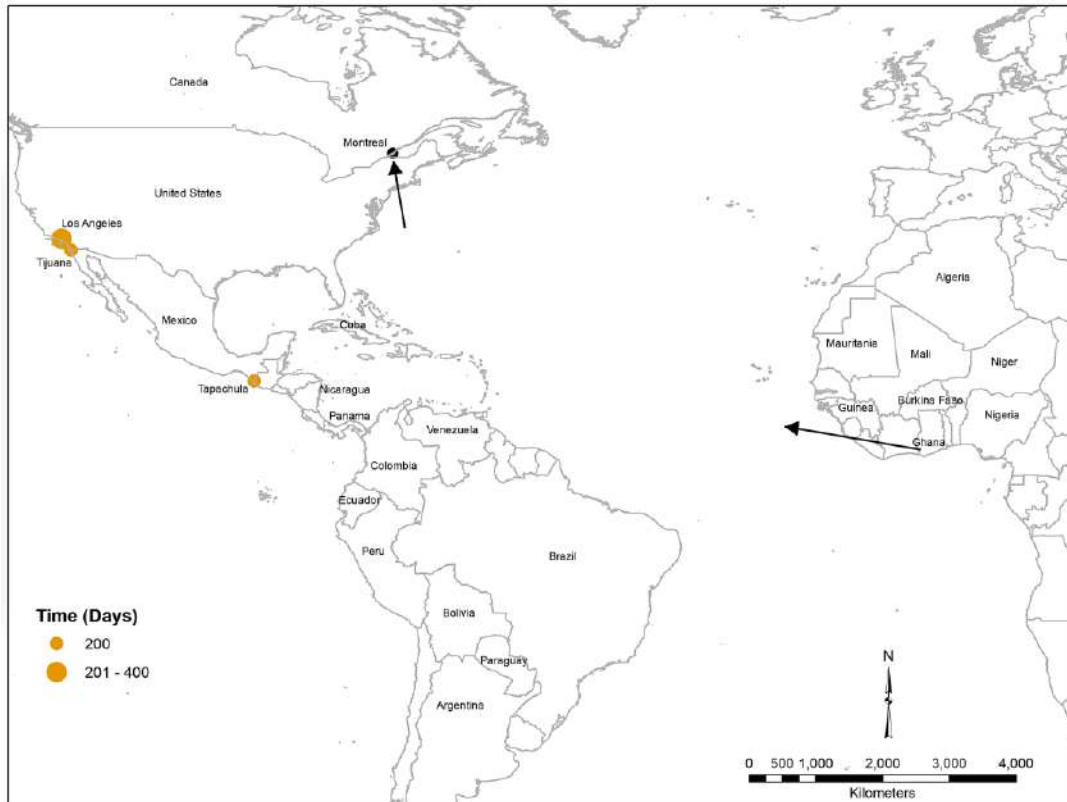 Canada
Montreal
United States
Los Angeles
Tijuana
Mexico
Cuba
Tapachula
Nicaragua
Panama
Venezuela
Colombia
Ecuador
Peru
Brazil
Bolivia
Paraguay
Argentina
Algeria
Mauritania
Mali
Niger
Guinea
Burkina Faso
Nigeria
Ghana
Time (Days)
200
201 - 400
N
0 500 1,000 2,000 3,000 4,000
Kilometers